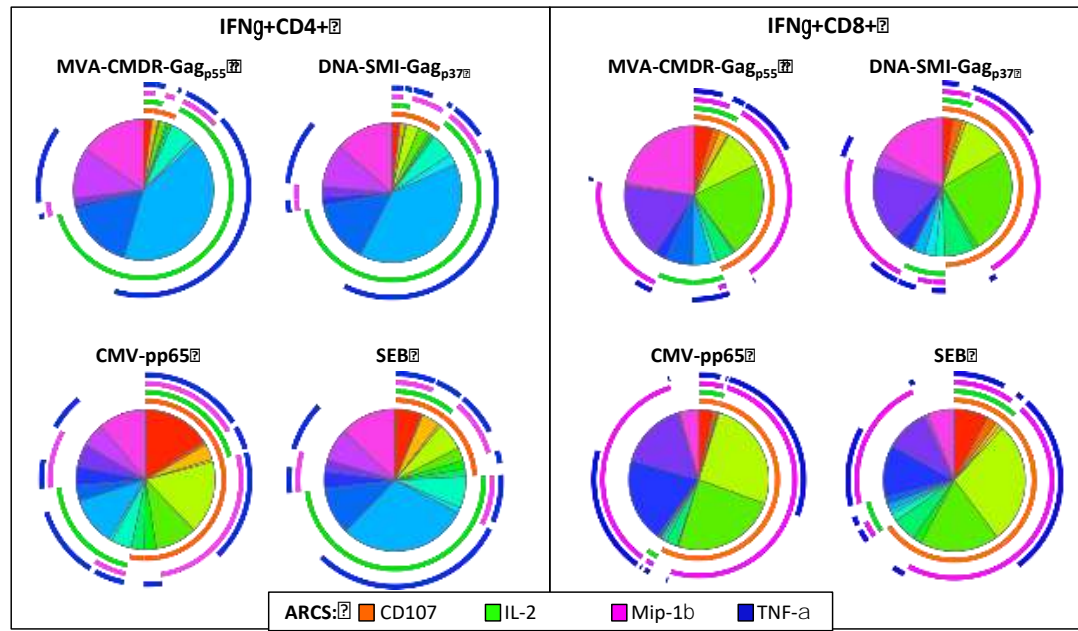 IFNg+CD4+⍰
MVA-CMDR-Gagp55⍰⍰
DNA-SMI-Gagp37⍰
CMV-pp65⍰
SEB⍰
IFNg+CD8+⍰
MVA-CMDR-Gagp55⍰
DNA-SMI-Gagp37⍰
CMV-pp65⍰
SEB⍰
ARCS:⍰ CD107 IL-2 Mip-1b TNF-a